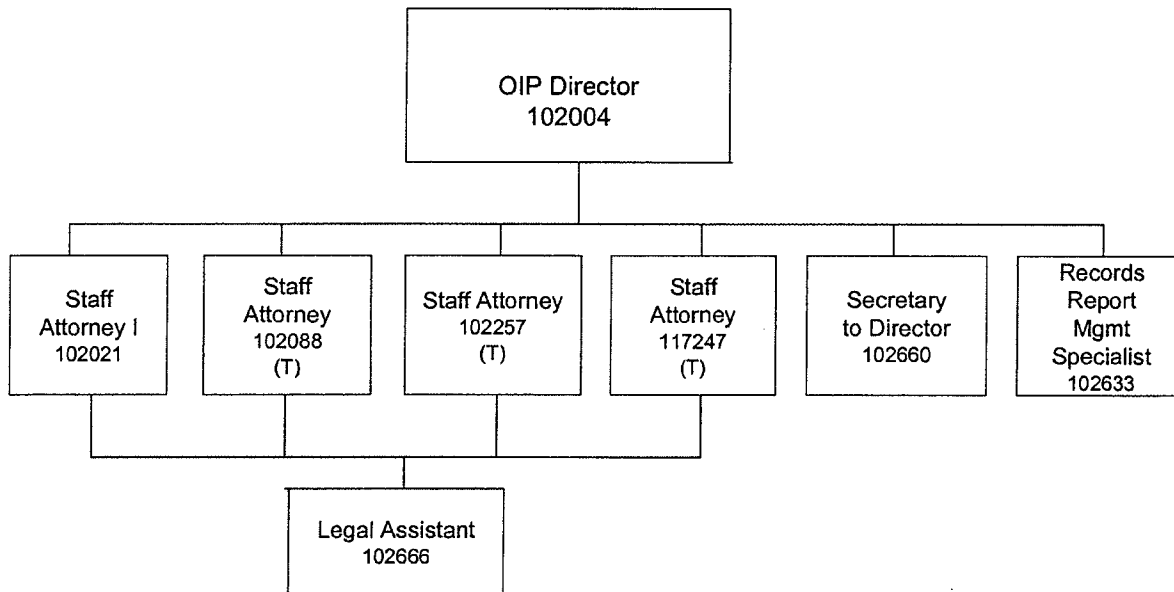 OIP Director
102004
Staff
Attorney I
102021
Staff
Attorney
102088
(T)
Staff Attorney
102257
(T)
Staff
Attorney
117247
(T)
Secretary
to Director
102660
Records
Report
Mgmt
Specialist
102633
Legal Assistant
102666